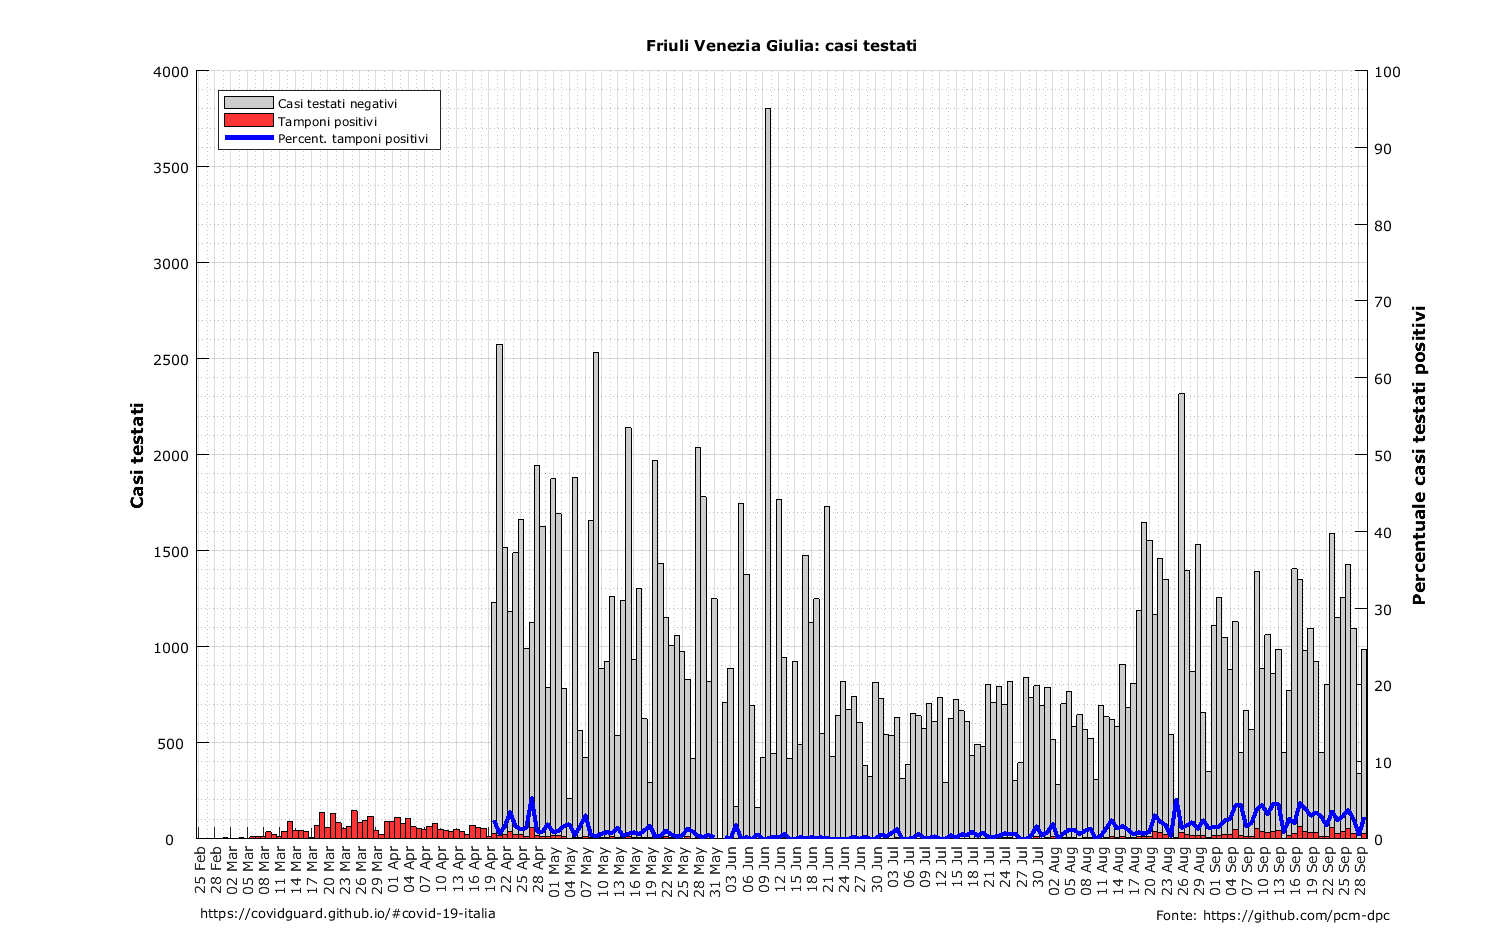 Friuli Venezia Giulia: casi testati
Casi testati negativi
Tamponi positivi
Percent. tamponi positivi
Casi testati
4000
3500
3000
2500
2000
1500
1000
500
0
100
90
80
70
60
50
40
30
20
10
0
Percentuale casi testati positivi
25 Feb
28 Feb
02 Mar
05 Mar
08 Mar
11 Mar
14 Mar
17 Mar
20 Mar
23 Mar
26 Mar
29 Mar
01 Apr
04 Apr
07 Apr
10 Apr
13 Apr
16 Apr
19 Apr
22 Apr
25 Apr
28 Apr
01 May
04 May
07 May
10 May
13 May
16 May
19 May
22 May
25 May
28 May
31 May
03 Jun
06 Jun
09 Jun
12 Jun
15 Jun
18 Jun
21 Jun
24 Jun
27 Jun
30 Jun
03 Jul
06 Jul
09 Jul
12 Jul
15 Jul
18 Jul
21 Jul
24 Jul
27 Jul
30 Jul
02 Aug
05 Aug
08 Aug
11 Aug
14 Aug
17 Aug
20 Aug
23 Aug
26 Aug
29 Aug
01 Sep
04 Sep
07 Sep
10 Sep
13 Sep
16 Sep
19 Sep
22 Sep
25 Sep
28 Sep
https://covidguard.github.io/#covid-19-italia
Fonte: https://github.com/pcm-dpc